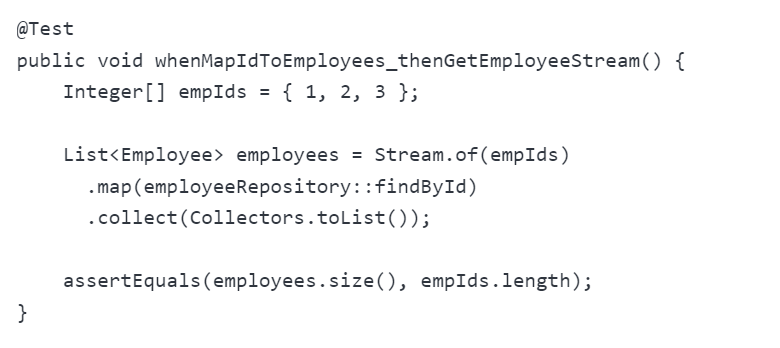 @Test
public void whenMapIdToEmployees_thenGetEmployeeStream() {
    Integer[] empIds = { 1, 2, 3 };
    List<Employee> employees = Stream.of(empIds)
      .map(employeeRepository::findById)
      .collect(Collectors.toList());
    assertEquals(employees.size(), empIds.length);
}